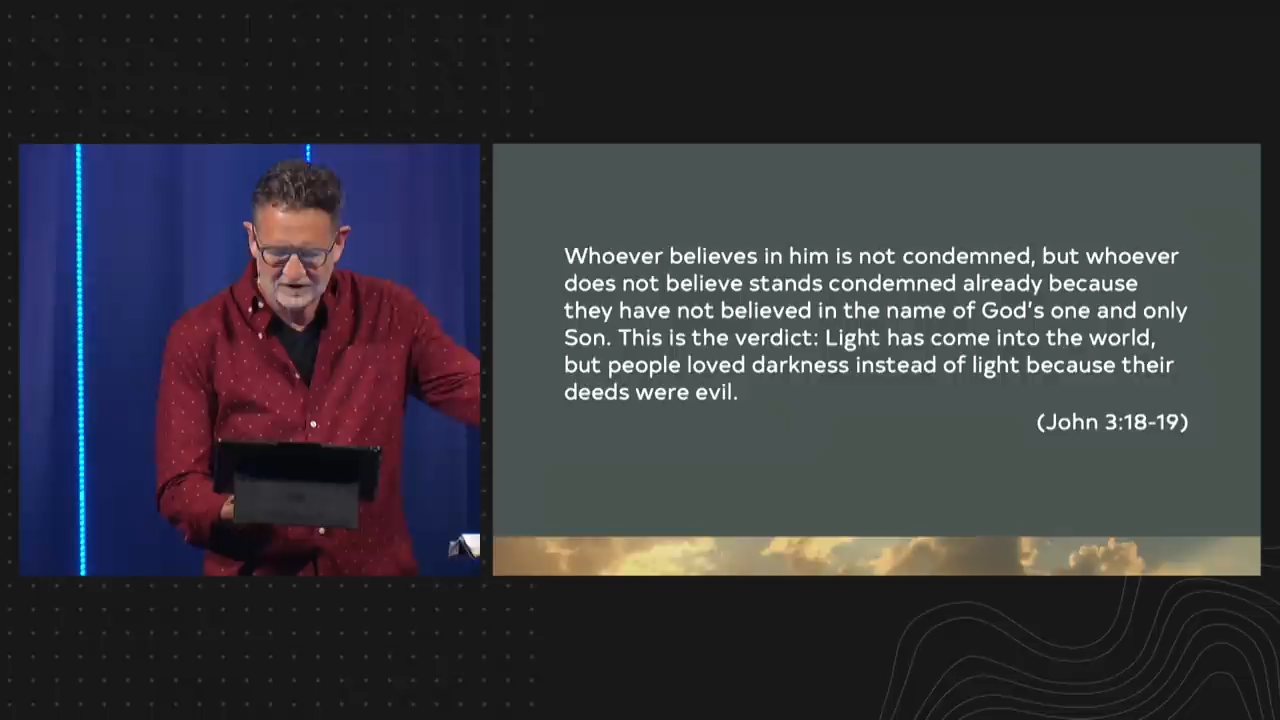 Whoever believes in him is not condemned, but whoever
does not believe stands condemned already because
they have not believed in the name of God's one and only
Son. This is the verdict: Light has come into the world,
but people loved darkness instead of light because their
deeds were evil.
(John 3:18-19)